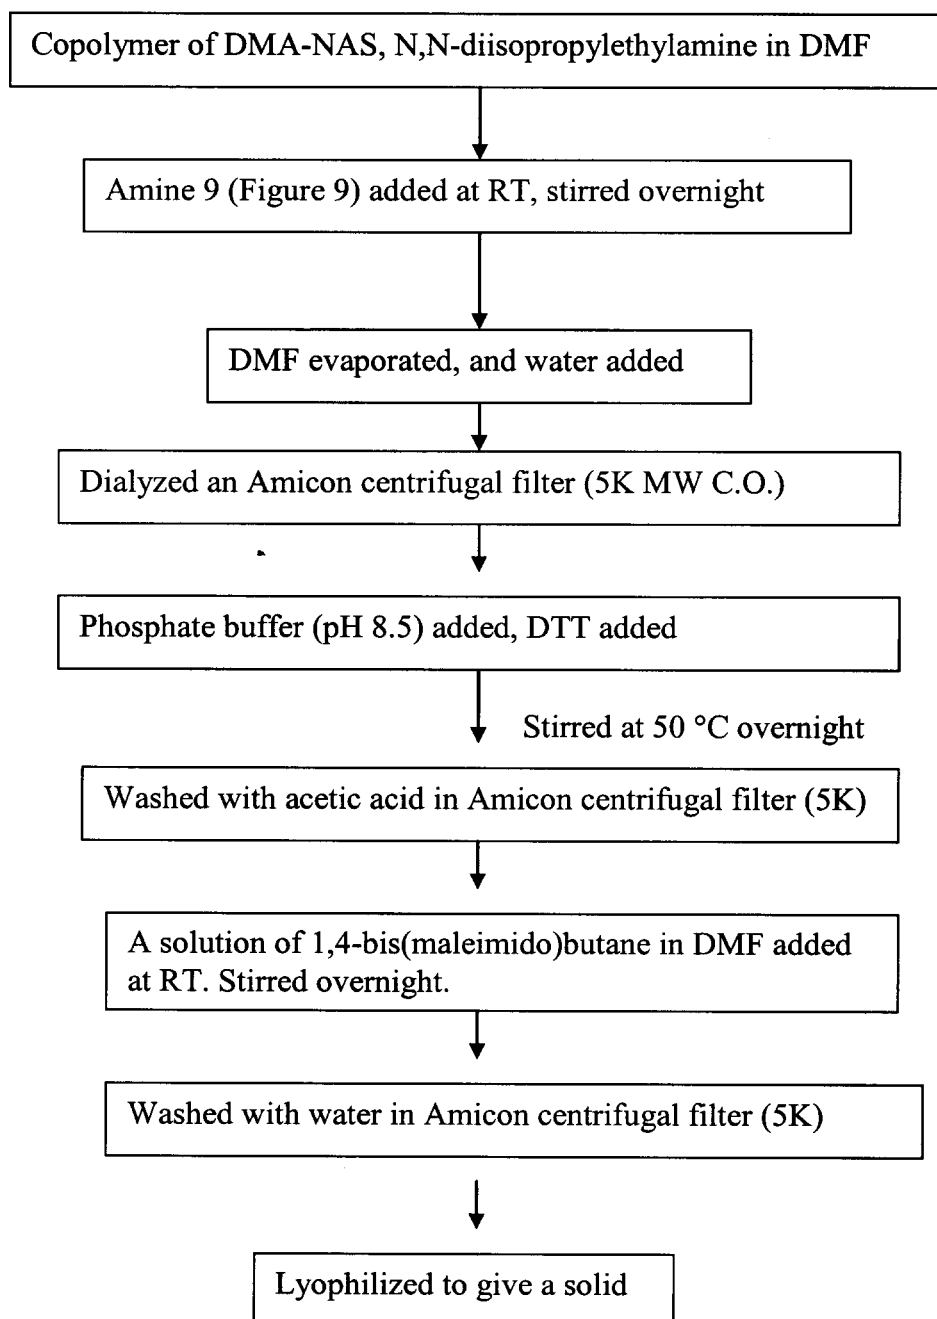 Copolymer of DMA-NAS, N,N-diisopropylethylamine in DMF
Amine 9 (Figure 9) added at RT, stirred overnight
DMF evaporated, and water added
Dialyzed an Amicon centrifugal filter (5K MW C.O.)
Phosphate buffer (pH 8.5) added, DTT added
Stirred at 50 °C overnight
Washed with acetic acid in Amicon centrifugal filter (5K)
A solution of 1,4-bis(maleimido)butane in DMF added
at RT. Stirred overnight.
Washed with water in Amicon centrifugal filter (5K)
Lyophilized to give a solid